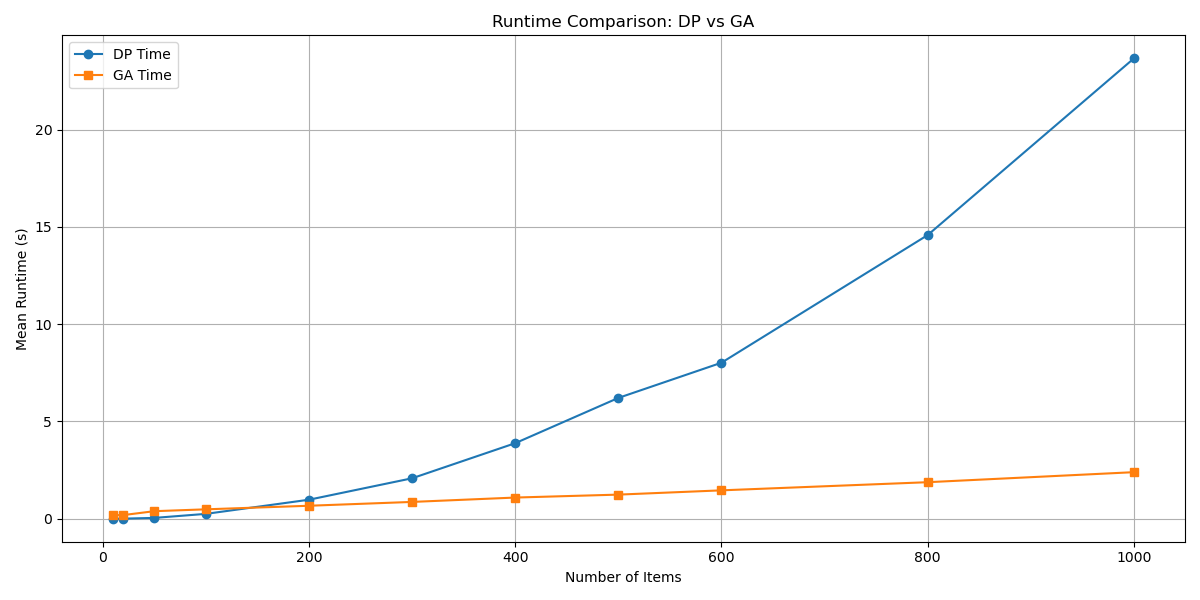 Runtime Comparison: DP vs GA
DP Time
GA Time
Mean Runtime (s)
20
15
10
5
0
0 200 400 600 800 1000
Number of Items